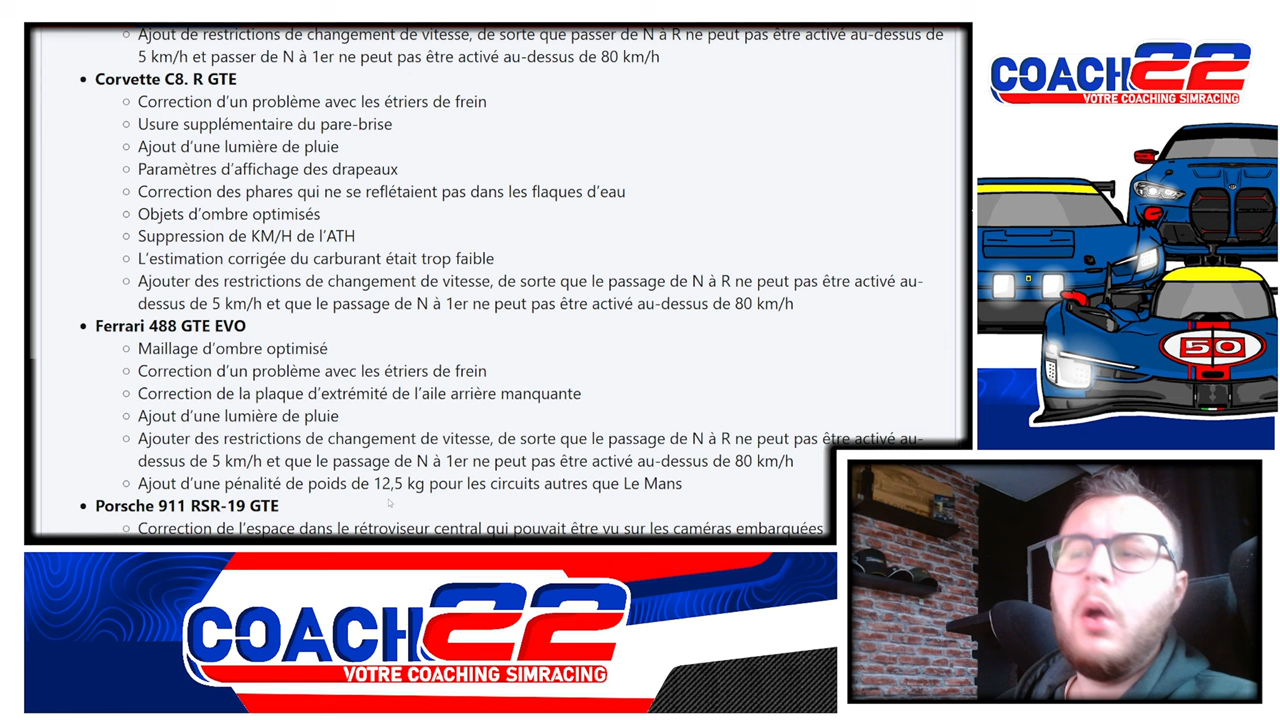 Ajout de restrictions de changement de vitesse, de sorte que passer de N à R ne peut pas être activé au-dessus de
5 km/h et passer de N à 1er ne peut pas être activé au-dessus de 80 km/h
Corvette C8. R GTE
Correction d'un problème avec les étriers de frein
Usure supplémentaire du pare-brise
Ajout d'une lumière de pluie
Paramètres d'affichage des drapeaux
Correction des phares qui ne se reflétaient pas dans les flaques d'eau
Objets d'ombre optimisés
Suppression de KM/H de l'ATH
L'estimation corrigée du carburant était trop faible
Ajouter des restrictions de changement de vitesse, de sorte que le passage de N à R ne peut pas être activé au-
dessus de 5 km/h et que le passage de N à 1er ne peut pas être activé au-dessus de 80 km/h
Ferrari 488 GTE EVO
Maillage d'ombre optimisé
Correction d'un problème avec les étriers de frein
Correction de la plaque d'extrémité de l'aile arrière manquante
Ajout d'une lumière de pluie
Ajouter des restrictions de changement de vitesse, de sorte que le passage de N à R ne peut pas être activé au-
dessus de 5 km/h et que le passage de N à 1er ne peut pas être activé au-dessus de 80 km/h
Ajout d'une pénalité de poids de 12,5 kg pour les circuits autres que Le Mans
Porsche 911 RSR-19 GTE
Correction de l'espace dans le rétroviseur central qui pouvait être vu sur les caméras embarquées
COACH22
VOTRE COACHING SIMRACING
50
COACH22
VOTRE COACHING SIMRACING